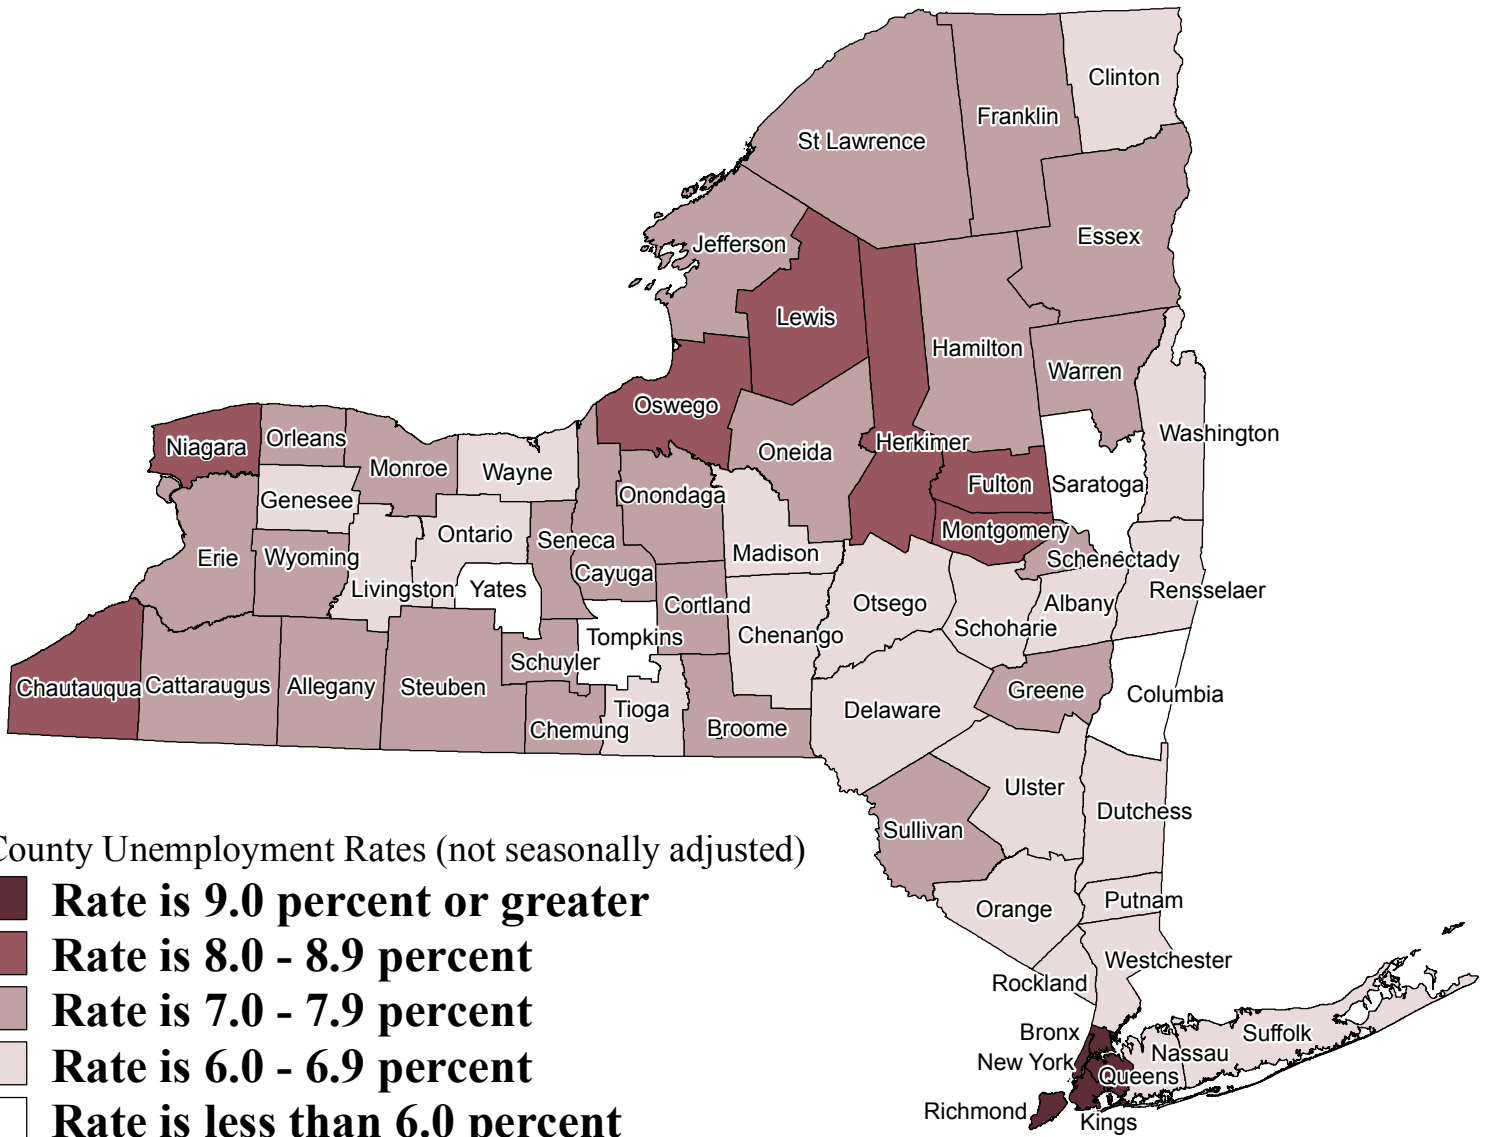 Clinton
Franklin
St Lawrence
Essex
Jefferson
Lewis
Hamilton
Warren
Oswego
Washington
Niagara
Orleans
Herkimer
Oneida
Monroe
Wayne
Fulton
Saratoga
Genesee
Onondaga
Montgomery
Ontario
Seneca
Madison
Schenectady
Erie
Wyoming
Cayuga
Livingston
Yates
Rensselaer
Cortland
Otsego
Albany
Schoharie
Tompkins
Chenango
Schuyler
Chautauqua
Cattaraugus
Allegany
Steuben
Greene
Columbia
Tioga
Delaware
Chemung
Broome
Ulster
Dutchess
Sullivan
Putnam
Orange
Westchester
Rockland
Bronx
Suffolk
New York
Nassau
Queens
Richmond
Kings
County Unemployment Rates (not seasonally adjusted)
Rate is 9.0 percent or greater
Rate is 8.0 - 8.9 percent
Rate is 7.0 - 7.9 percent
Rate is 6.0 - 6.9 percent
Rate is less than 6.0 percent